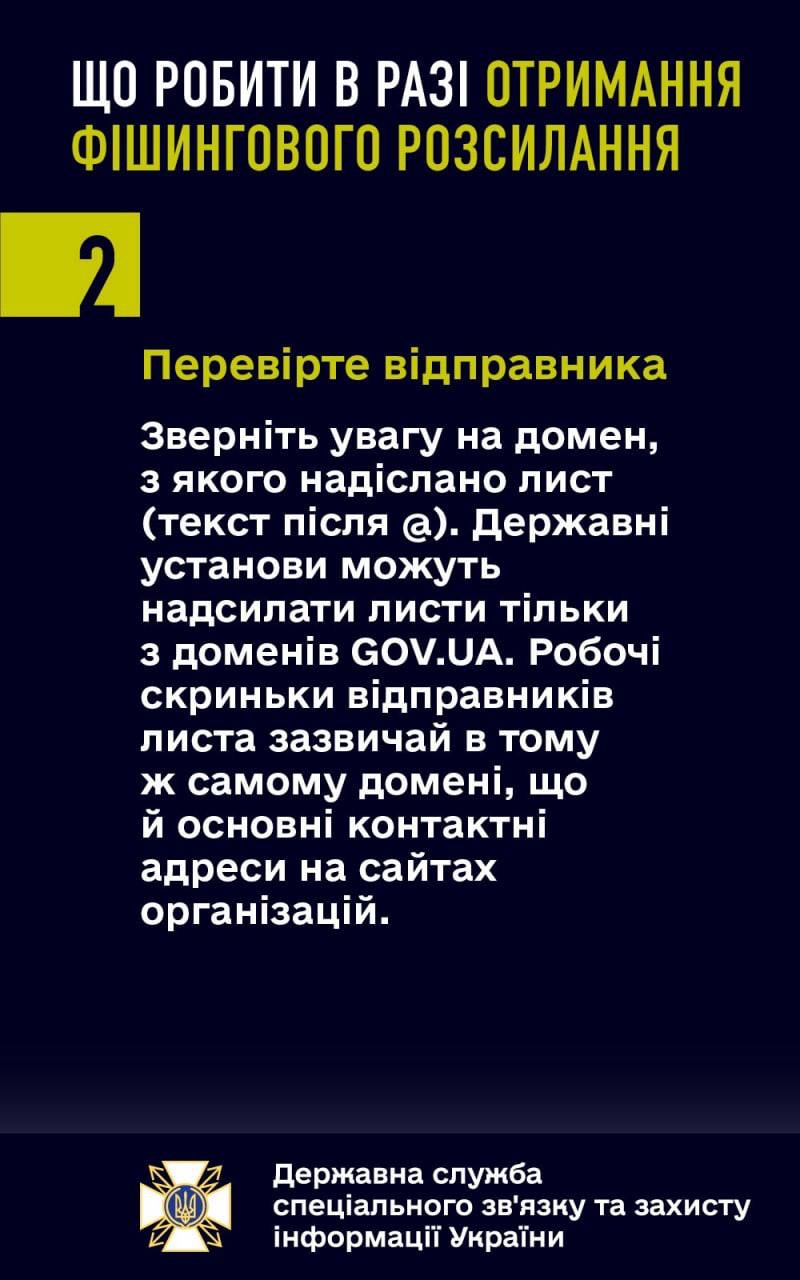 ЩО РОБИТИ В РАЗІ ОТРИМАННЯ
ФІШИНГОВОГО РОЗСИЛАННЯ
2
Перевірте відправника
Зверніть увагу на домен,
з якого надіслано лист
(текст після @). Державні
установи можуть
надсилати листи тільки
з доменів GOV.UA. Робочі
скриньки відправників
листа зазвичай в тому
ж самому домені, що
й основні контактні
адреси на сайтах
організацій.
Державна служба
спеціального зв'язку та захисту
інформації України